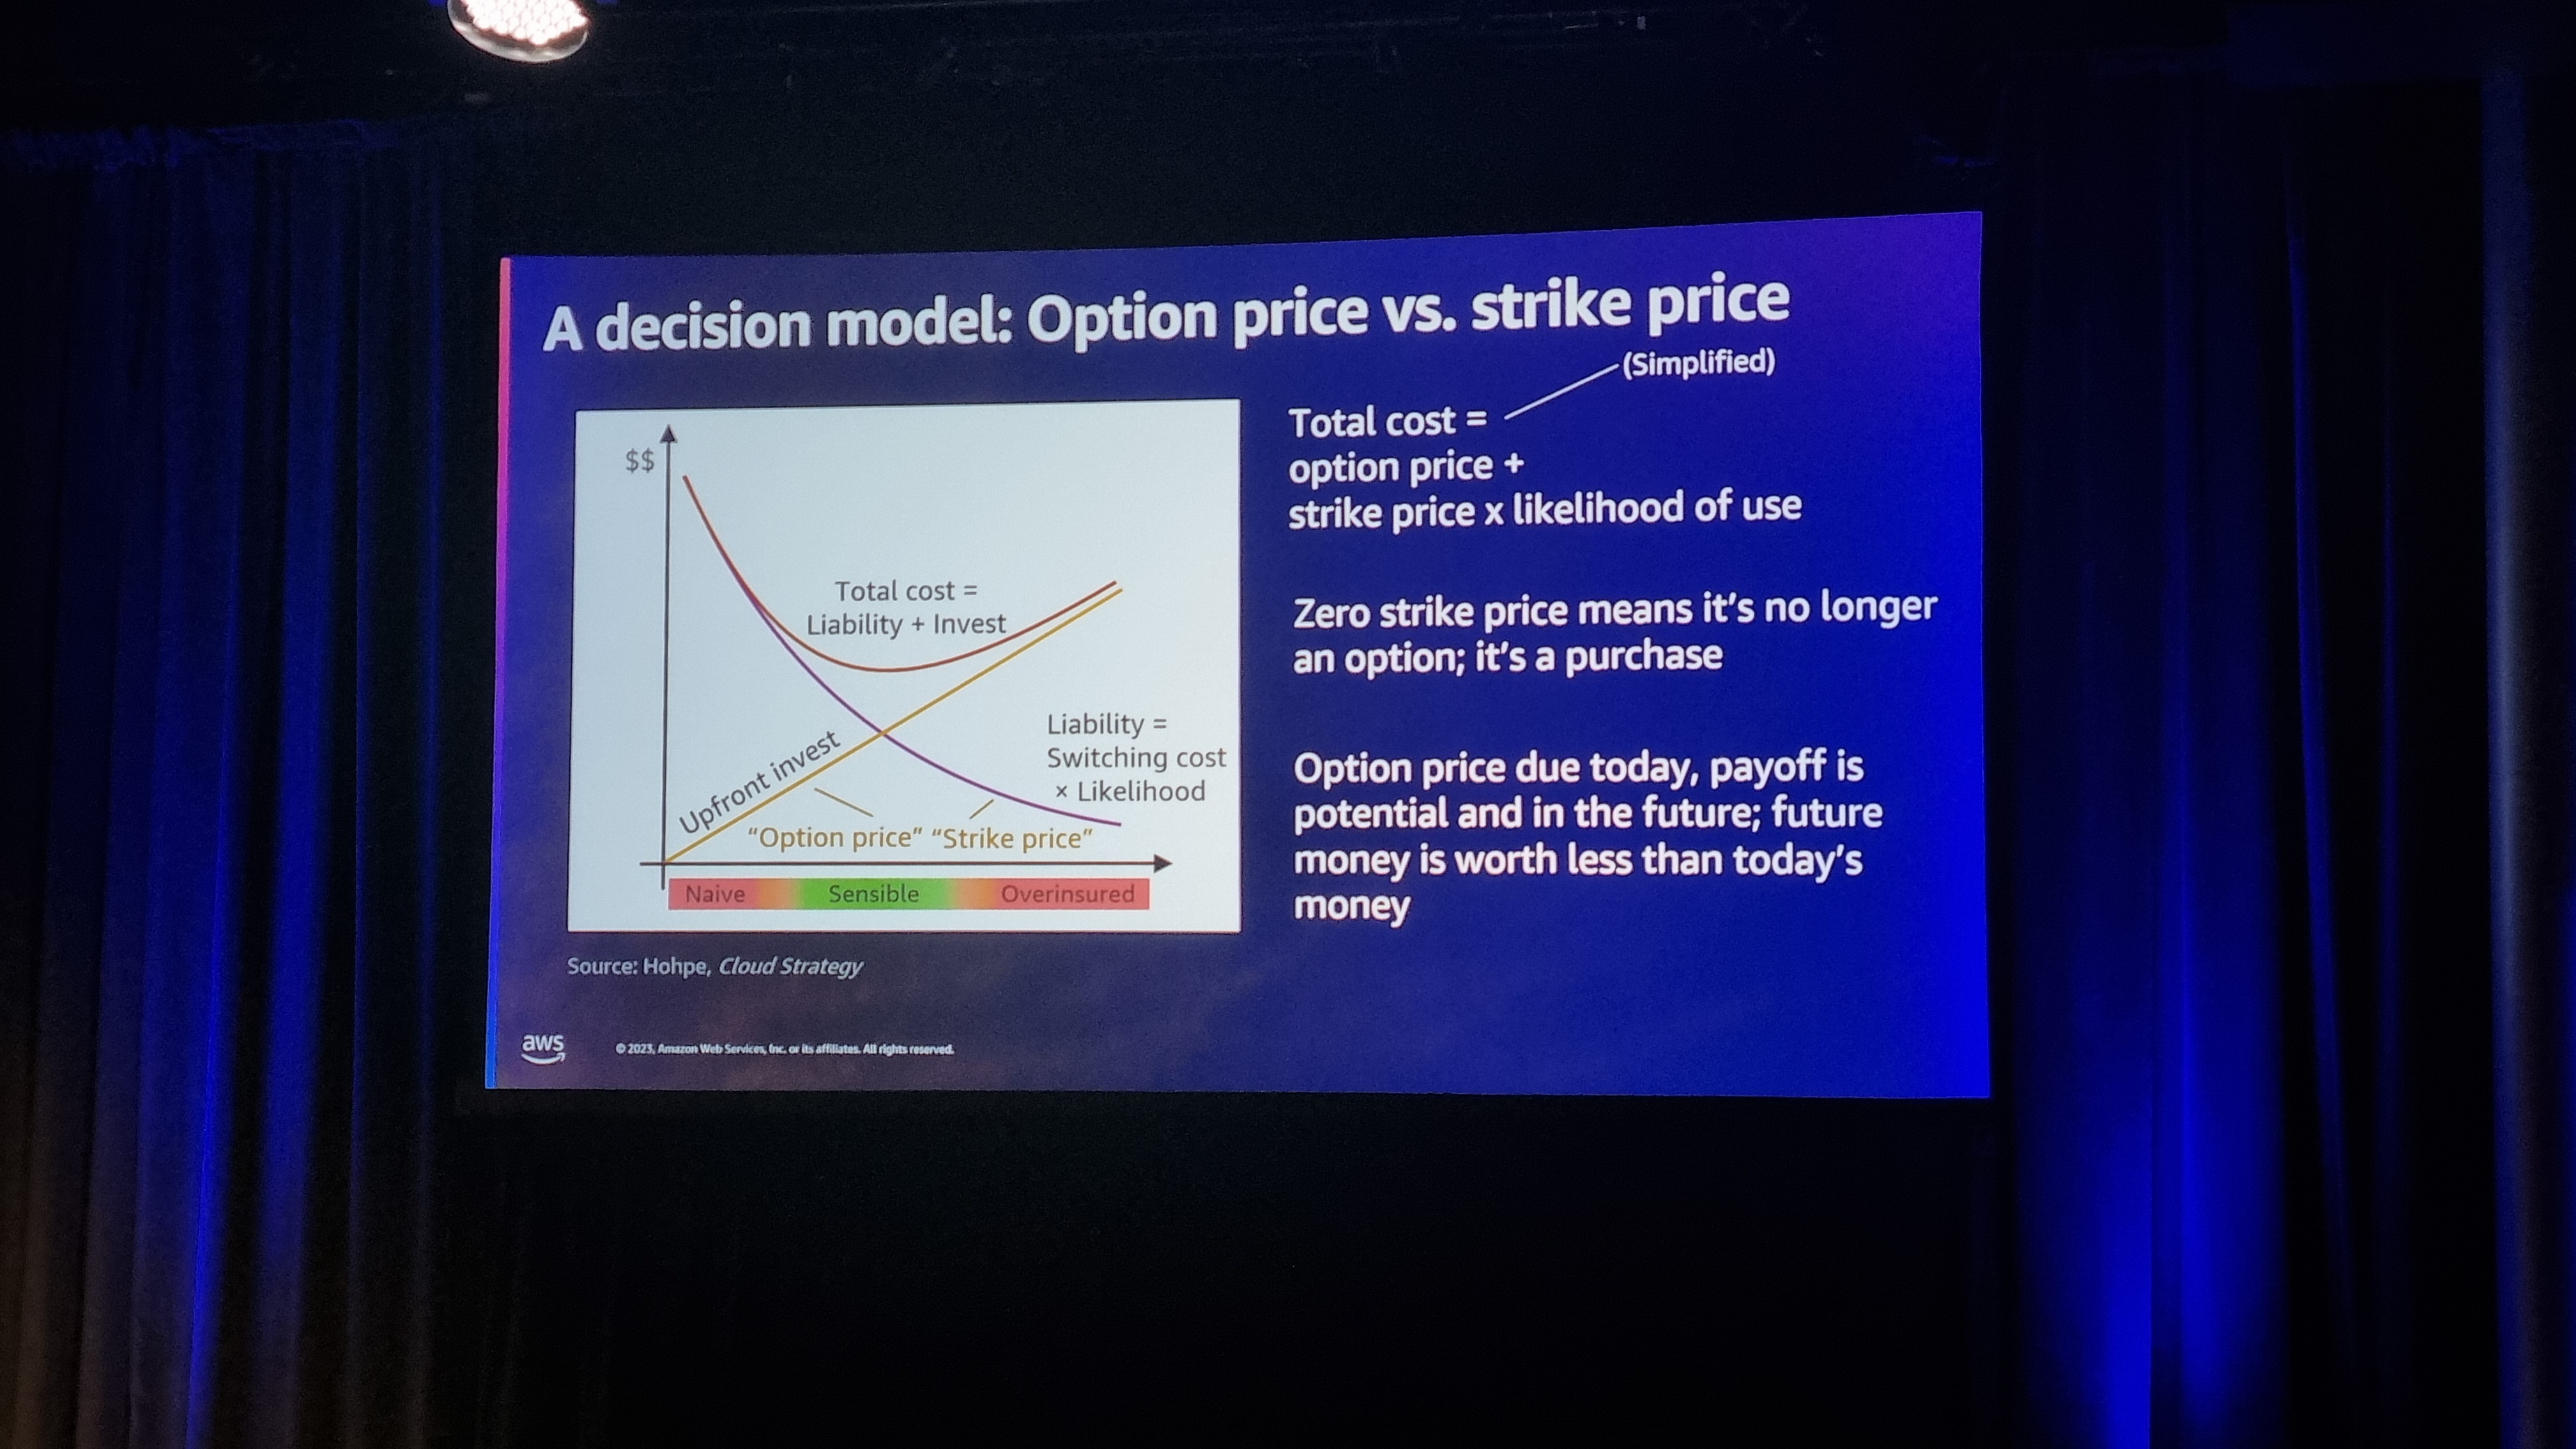 A decision model: Option price vs. strike price
(Simplified)
$$
Total cost =
Liability + Invest
Upfront invest
Liability =
Switching cost
× Likelihood
“Option price” “Strike price”
Naive Sensible Overinsured
Source: Hohpe, Cloud Strategy
Total cost =
option price +
strike price x likelihood of use
Zero strike price means it’s no longer
an option; it’s a purchase
Option price due today, payoff is
potential and in the future; future
money is worth less than today’s
money
aws
© 2023, Amazon Web Services, Inc. or its affiliates. All rights reserved.